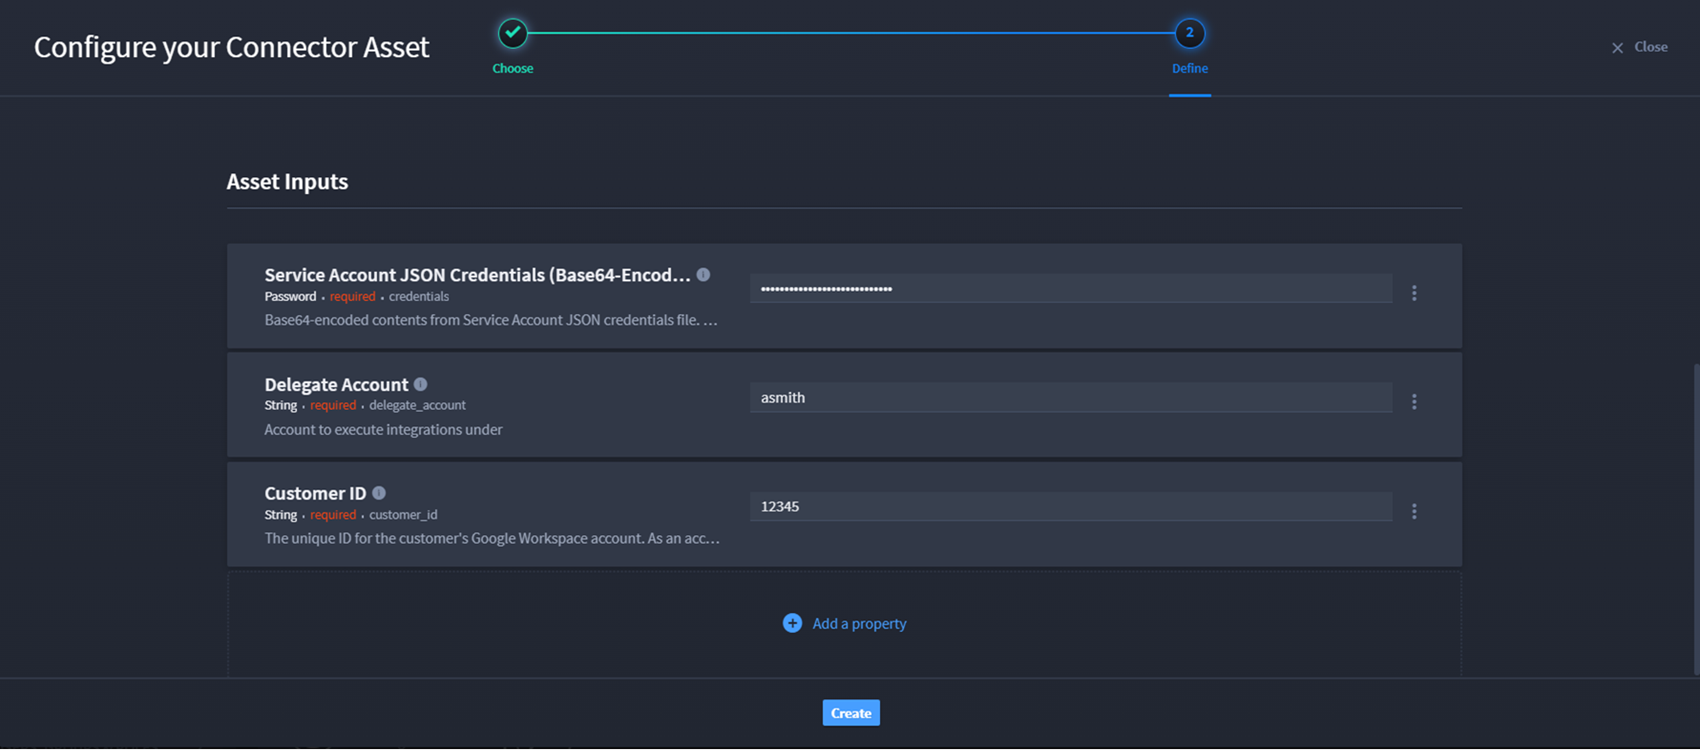 Configure your Connector Asset
2
Choose
Define
Close
Asset Inputs
Service Account JSON Credentials (Base64-Encod...
Password • required • credentials
Base64-encoded contents from Service Account JSON credentials file. ...
••••••••••••••••••••••••••••
Delegate Account
String • required • delegate_account
Account to execute integrations under
asmith
Customer ID
String • required • customer_id
The unique ID for the customer's Google Workspace account. As an acc...
12345
Add a property
Create